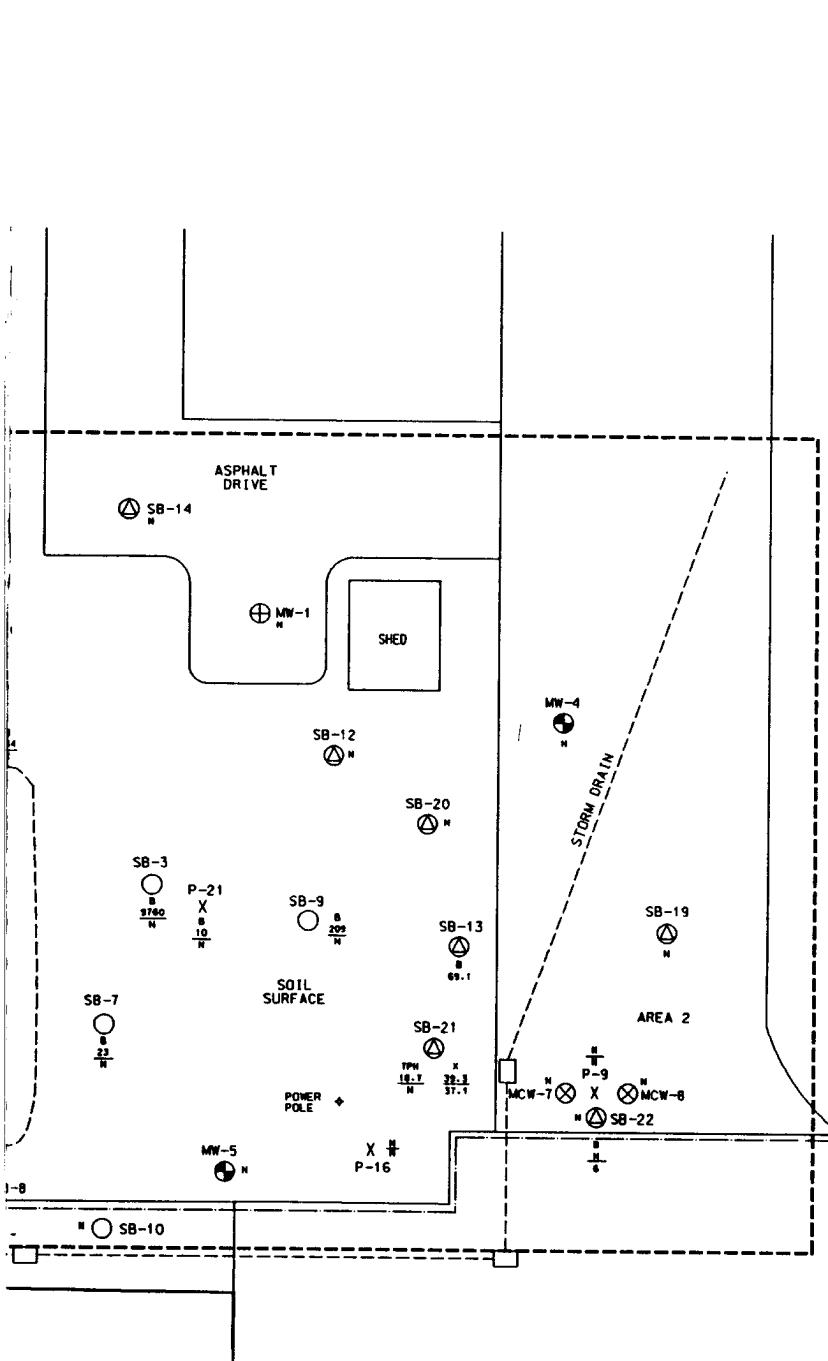 ASPHALT
DRIVE
SB-14
N
MW-1
N
SHED
MW-4
N
SB-12
N
STORM DRAIN
SB-20
N
SB-3
B
9760
N
P-21
X
B
10
N
SB-9
B
209
N
SB-13
B
69.1
SB-19
N
SOIL
SURFACE
SB-7
B
23
N
AREA 2
SB-21
TPH
18.7
N
X
39.3
37.1
N
N
P-9
N
MCW-7
X
N
MCW-8
N
SB-22
B
N
6
POWER
POLE
MW-5
N
X
P-16
N
-8
N
SB-10